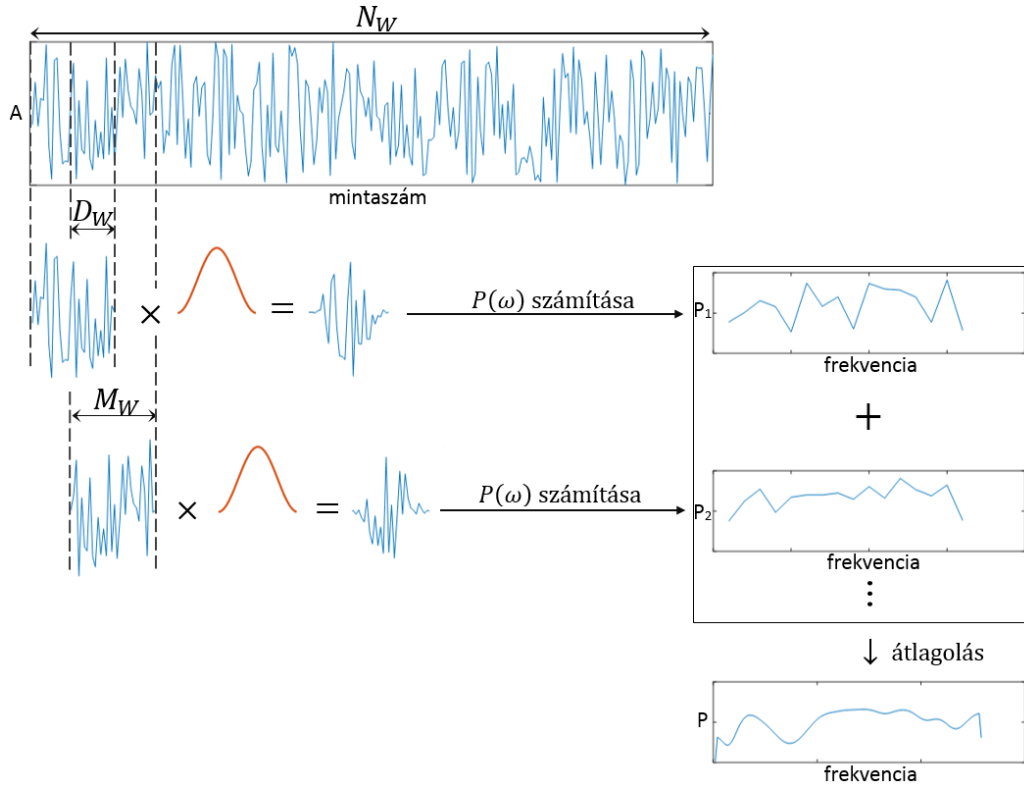 N_W
A
mintaszám
D_W
× =
P(ω) számítása
P₁
frekvencia
+
M_W
× =
P(ω) számítása
P₂
frekvencia
⋮
↓ átlagolás
P
frekvencia